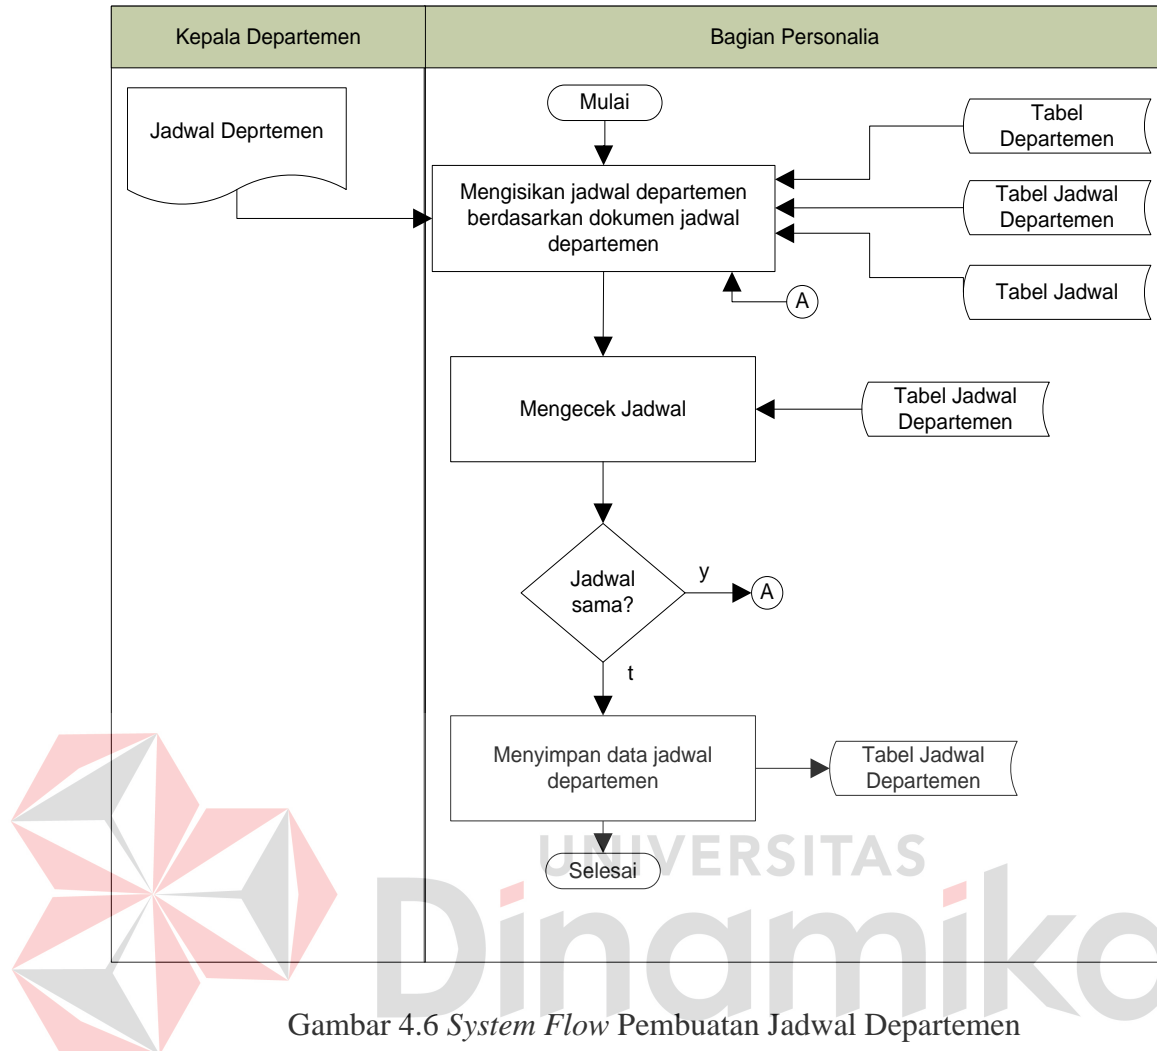 Kepala Departemen
Bagian Personalia
Jadwal Deprtemen
Mulai
Tabel
Departemen
Mengisikan jadwal departemen
berdasarkan dokumen jadwal
departemen
Tabel Jadwal
Departemen
Tabel Jadwal
A
Mengecek Jadwal
Tabel Jadwal
Departemen
Jadwal
sama?
y
A
t
Menyimpan data jadwal
departemen
Tabel Jadwal
Departemen
Selesai
UNIVERSITAS
Dinamika
Gambar 4.6 System Flow Pembuatan Jadwal Departemen